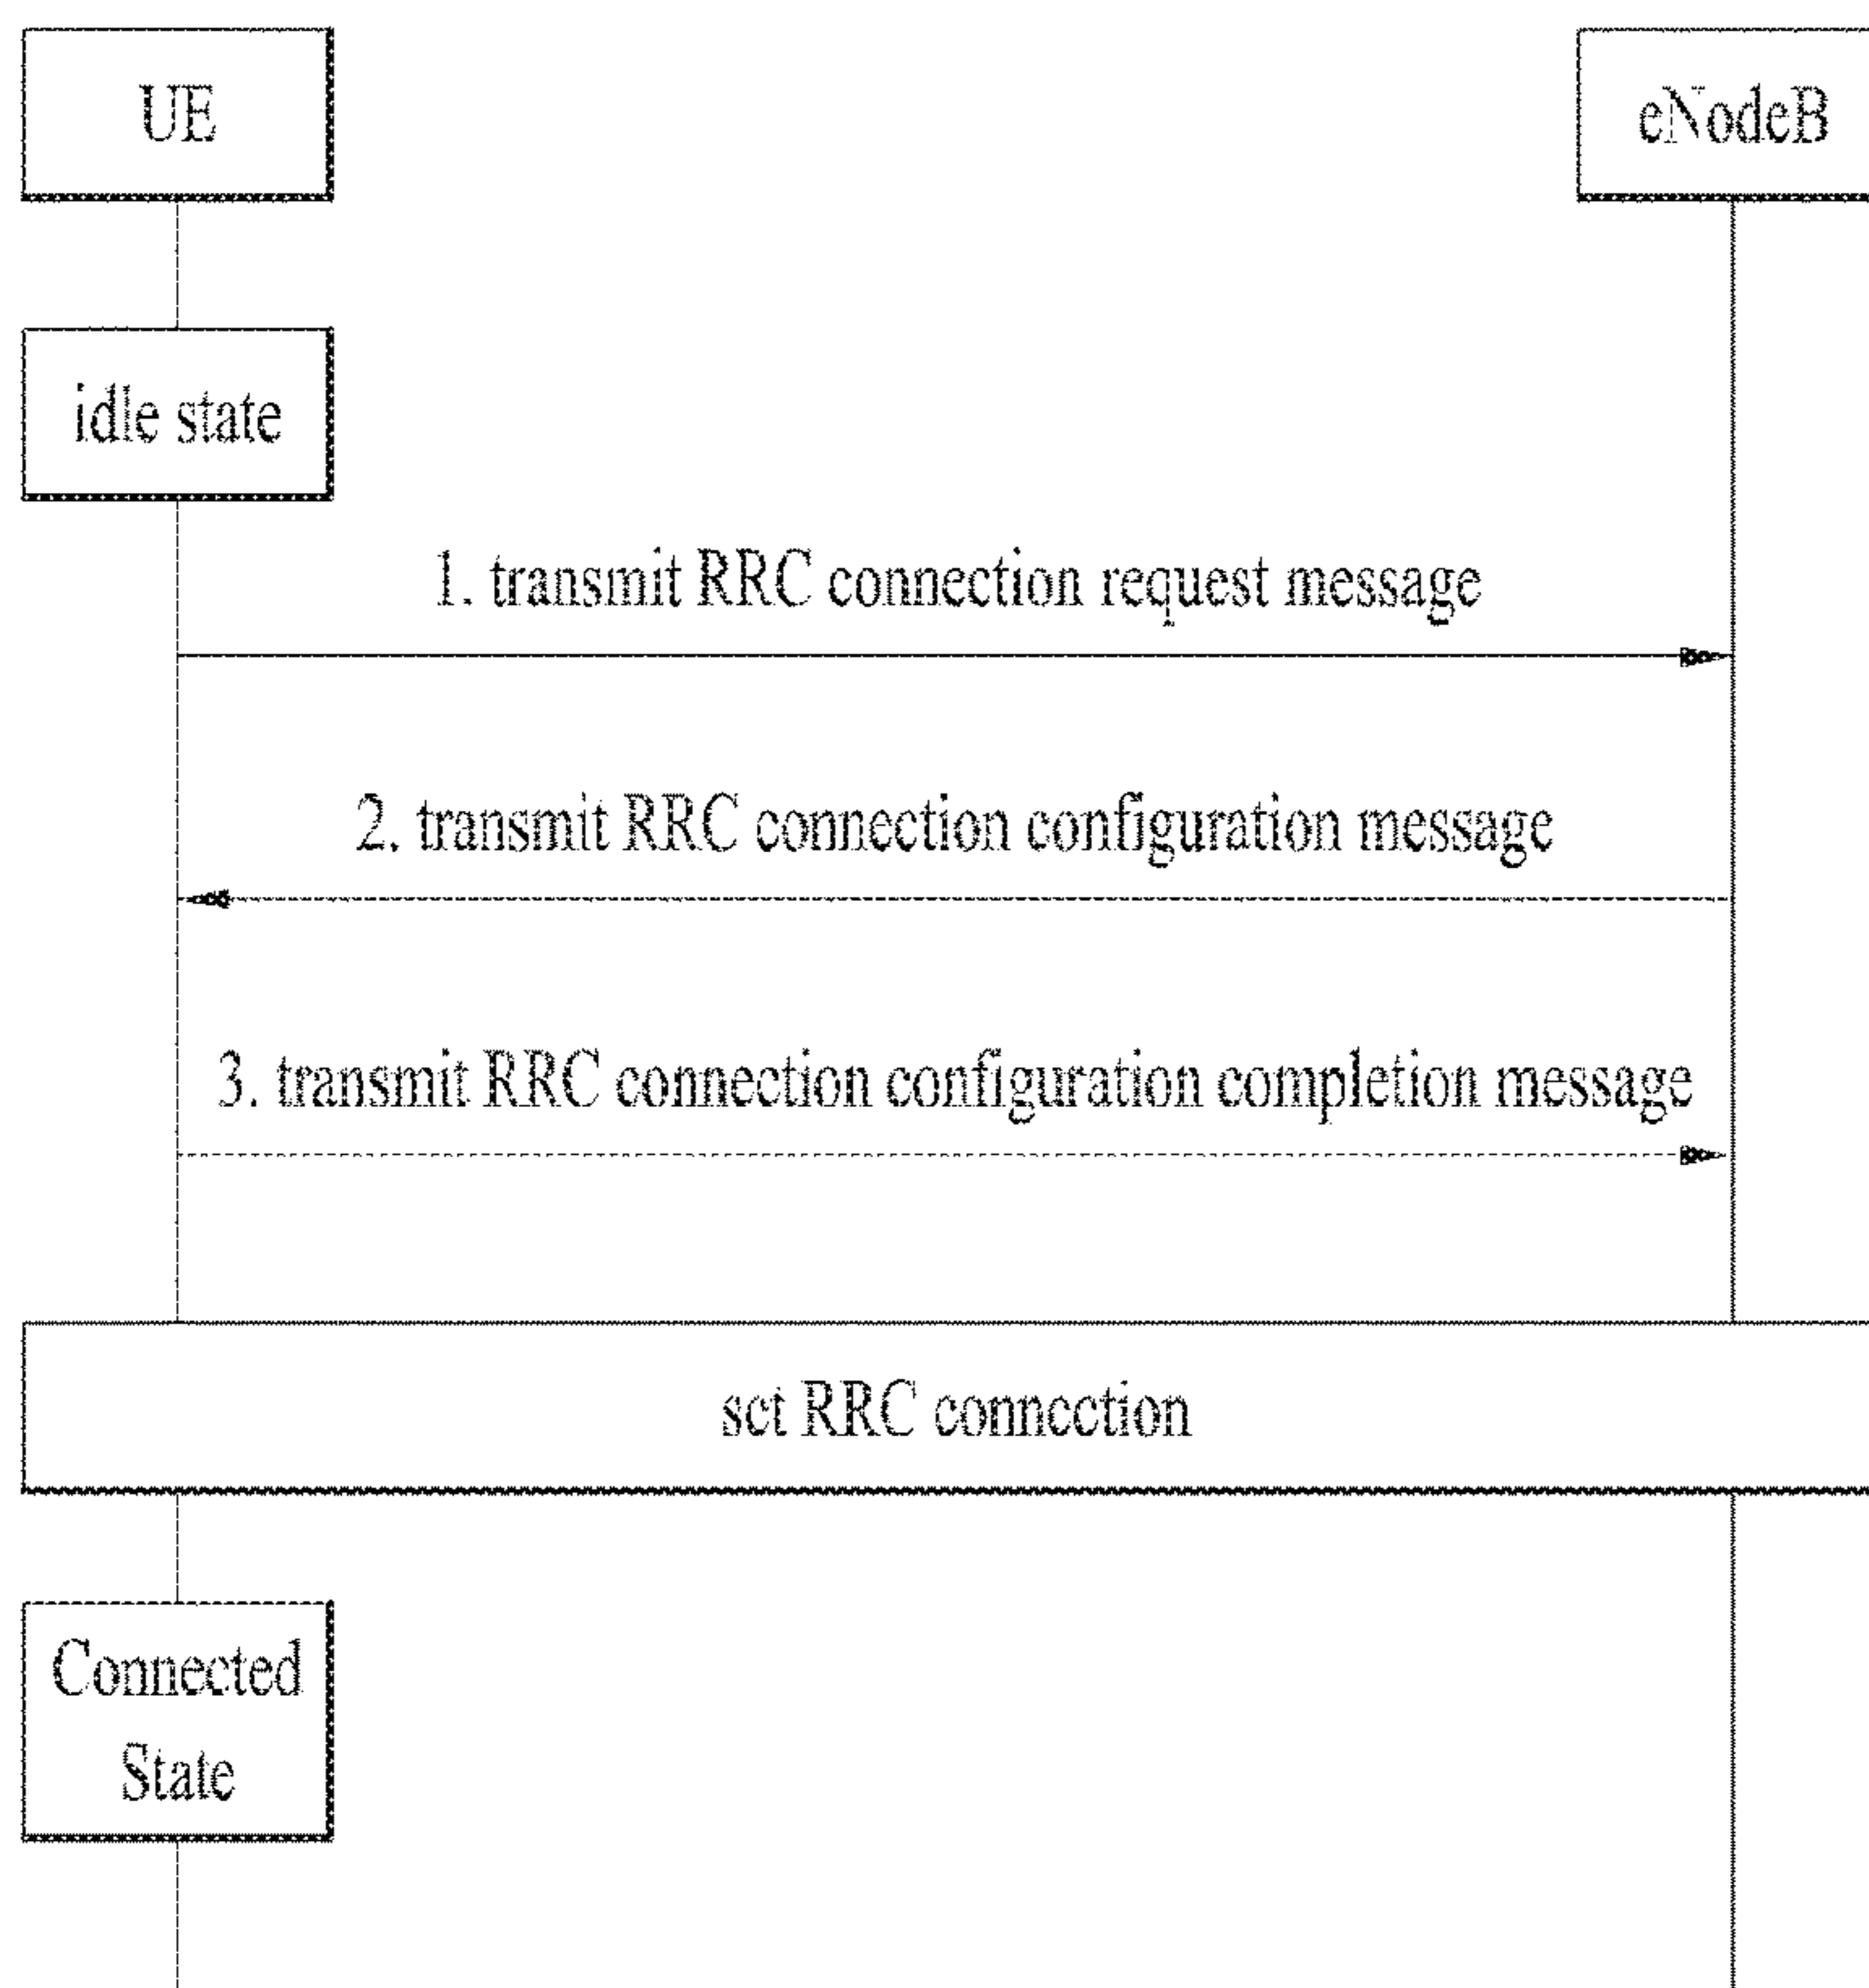 UE
eNodeB
idle state
1. transmit RRC connection request message
2. transmit RRC connection configuration message
3. transmit RRC connection configuration completion message
set RRC connection
Connected
State